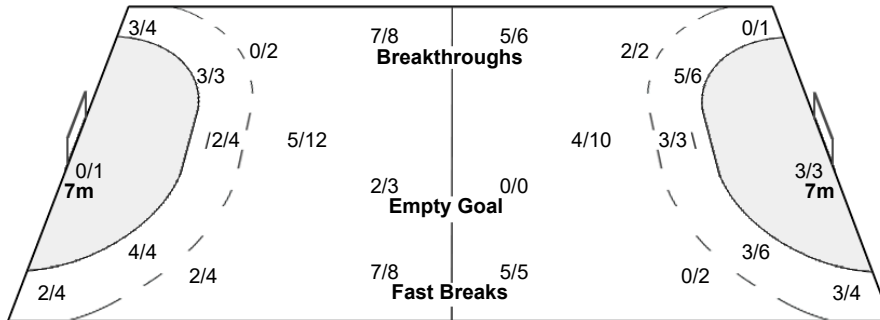 3/4 7/8 5/6 0/1
0/2 Breakthroughs 2/2
3/3 5/6
2/4 5/12 4/10 3/3
0/1 3/3
7m 2/3 0/0 7m
Empty Goal
4/4 3/6
2/4 7/8 5/5 0/2
2/4 Fast Breaks 3/4